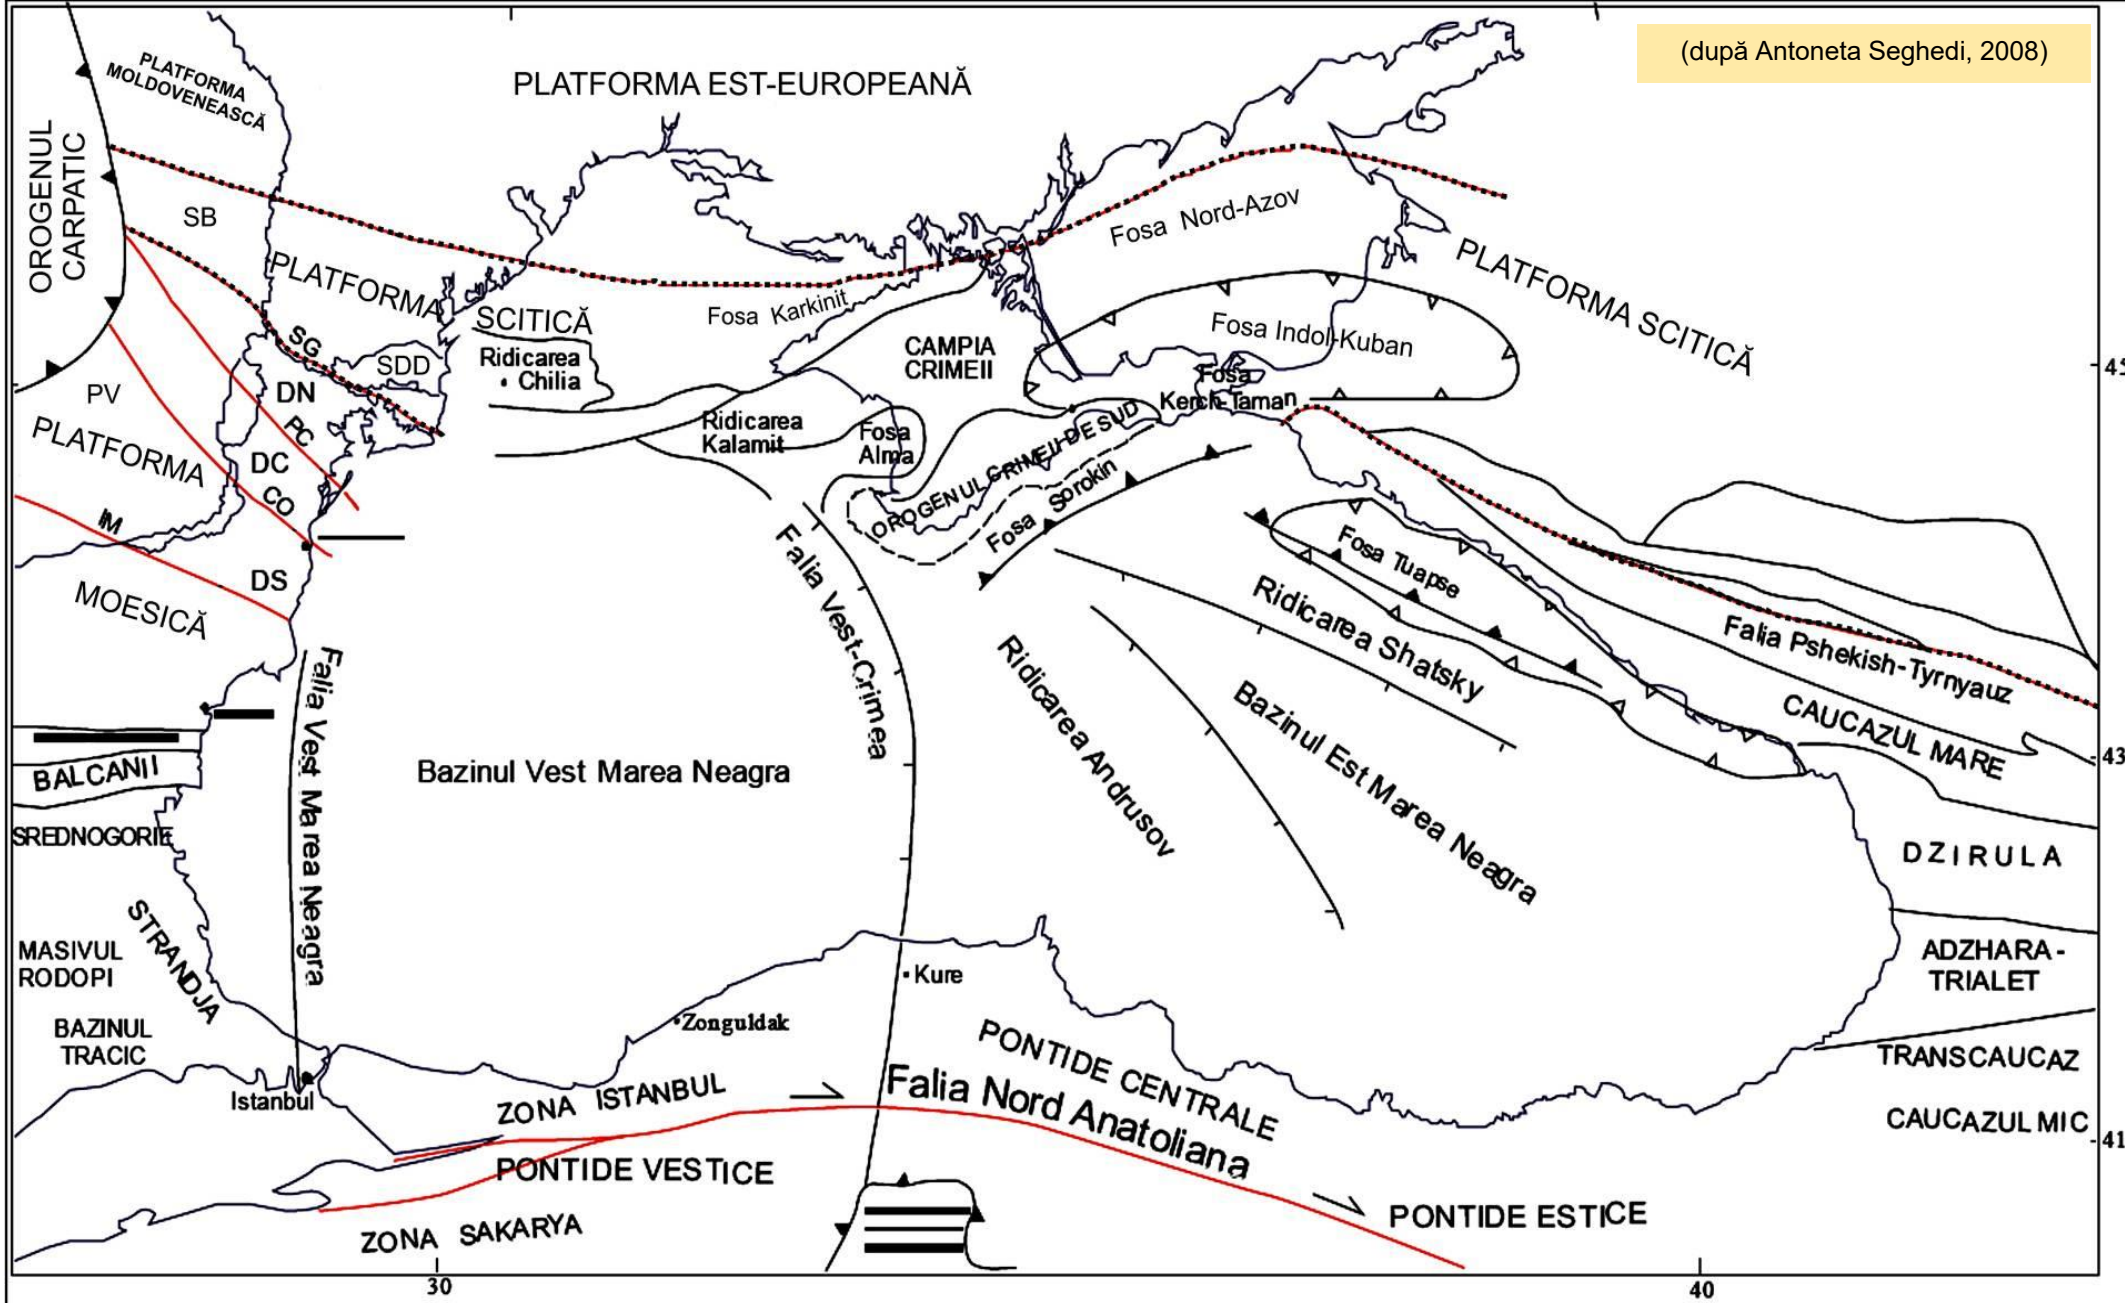 (după Antoneta Seghedi, 2008)
PLATFORMA
MOLDOVENEASCĂ
PLATFORMA EST-EUROPEANĂ
OROGENUL
CARPATIC
SB
PLATFORMA
SCITICĂ
Fosa Karkinit
Fosa Nord-Azov
PLATFORMA SCITICĂ
Fosa Indol-Kuban
CAMPIA
CRIMEII
SG
SDD
Ridicarea
Chilia
45
PV
PLATFORMA
DN
PC
DC
CO
Ridicarea
Kalamit
Fosa
Alma
Fosa
Kerch-Taman
OROGENUL CRIMEII DE SUD
Fosa Sorokin
IM
DS
MOESICĂ
Falia Vest-Crimea
Fosa Tuapse
Ridicarea Shatsky
Falia Pshekish-Tyrnyauz
Falia Vest Marea Neagra
Ridicarea Andrusov
Bazinul Est Marea Neagra
CAUCAZUL MARE
43
BALCANII
Bazinul Vest Marea Neagra
SREDNOGORIE
DZIRULA
STRANDJA
MASIVUL
RODOPI
ADZHARA-
TRIALET
Kure
BAZINUL
TRACIC
Zonguldak
PONTIDE CENTRALE
TRANSCAUCAZ
Istanbul
ZONA ISTANBUL
Falia Nord Anatoliana
CAUCAZUL MIC
41
PONTIDE VESTICE
PONTIDE ESTICE
ZONA SAKARYA
30
40